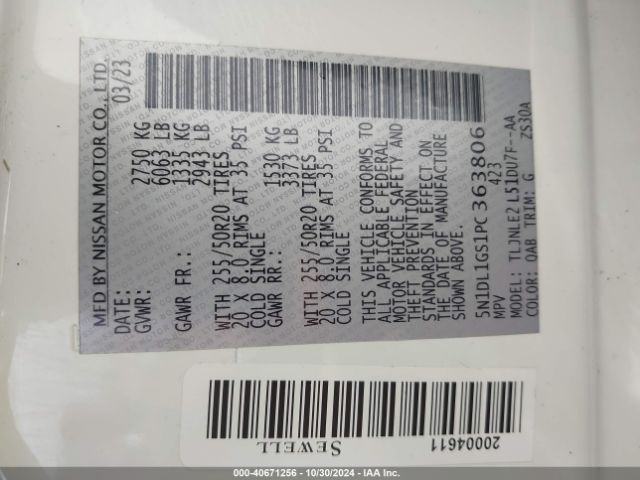 MFD BY NISSAN MOTOR CO., LTD.
DATE: 03/23
GVWR: 2750 KG
6063 LB
GAWR FR.: 1335 KG
2943 LB
WITH 255/50R20 TIRES
20 X 8.0 RIMS AT 35 PSI
COLD SINGLE
GAWR RR.: 1530 KG
3373 LB
WITH 255/50R20 TIRES
20 X 8.0 RIMS AT 35 PSI
COLD SINGLE
THIS VEHICLE CONFORMS TO
ALL APPLICABLE FEDERAL
MOTOR VEHICLE SAFETY AND
THEFT PREVENTION
STANDARDS IN EFFECT ON
THE DATE OF MANUFACTURE
SHOWN ABOVE.
5N1DL1GS1PC363806
MPV 423
MODEL: TLJNLE2L51DU7F--AA
COLOR: QAB TRIM: G ZS30A
SEWELL
20004611
000-40671256 - 10/30/2024 - IAA Inc.